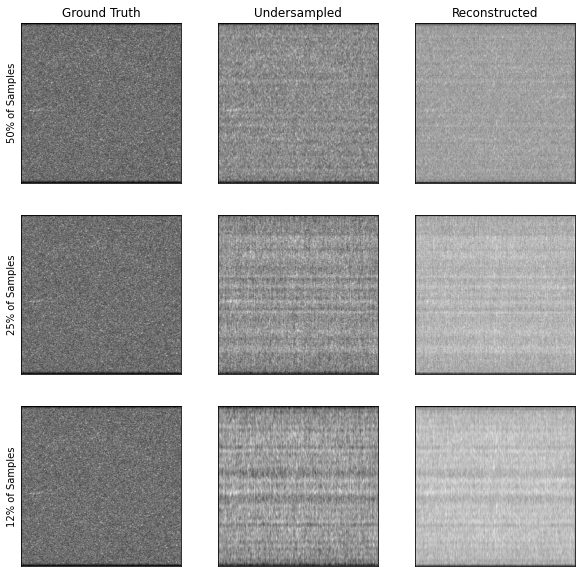 Ground Truth
Undersampled
Reconstructed
50% of Samples
25% of Samples
12% of Samples